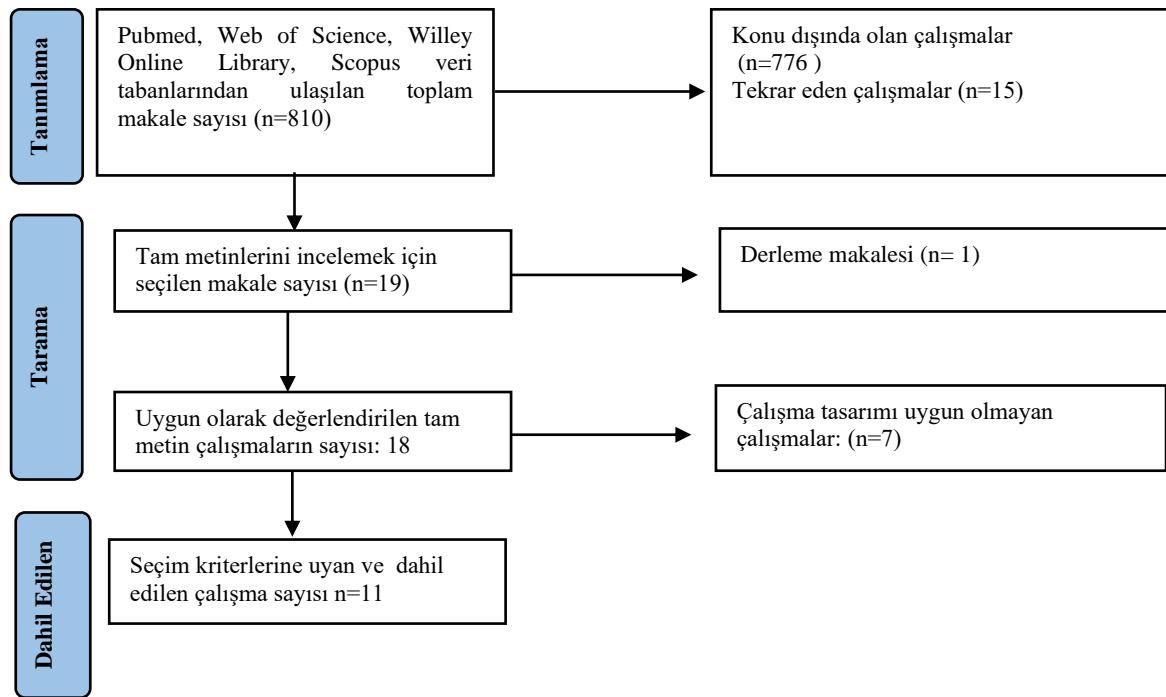 Tanımlama
Pubmed, Web of Science, Willey
Online Library, Scopus veri
tabanlarından ulaşılan toplam
makale sayısı (n=810)
Konu dışında olan çalışmalar
(n=776 )
Tekrar eden çalışmalar (n=15)
Tarama
Tam metinlerini incelemek için
seçilen makale sayısı (n=19)
Derleme makalesi (n= 1)
Uygun olarak değerlendirilen tam
metin çalışmaların sayısı: 18
Çalışma tasarımı uygun olmayan
çalışmalar: (n=7)
Dahil Edilen
Seçim kriterlerine uyan ve dahil
edilen çalışma sayısı n=11